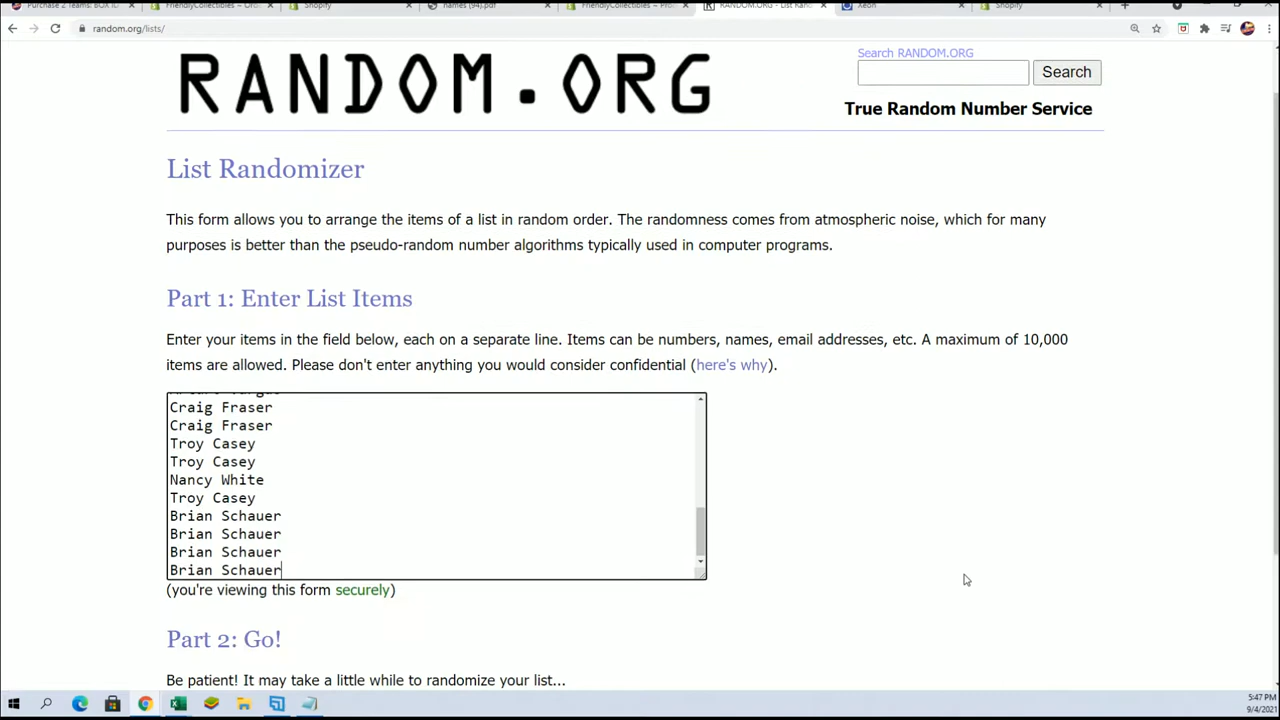 Purchase 2 Teams: BOX ID
FriendlyCollectibles ~ Ord
Shopify
names (94).pdf
FriendlyCollectibles ~ Pro
RANDOM.ORG - List Rand
Xeon
Shopify
random.org/lists/
RANDOM.ORG
Search RANDOM.ORG
Search
True Random Number Service
List Randomizer
This form allows you to arrange the items of a list in random order. The randomness comes from atmospheric noise, which for many
purposes is better than the pseudo-random number algorithms typically used in computer programs.
Part 1: Enter List Items
Enter your items in the field below, each on a separate line. Items can be numbers, names, email addresses, etc. A maximum of 10,000
items are allowed. Please don't enter anything you would consider confidential (here's why).
Craig Fraser
Craig Fraser
Troy Casey
Troy Casey
Nancy White
Troy Casey
Brian Schauer
Brian Schauer
Brian Schauer
Brian Schauer
(you're viewing this form securely)
Part 2: Go!
Be patient! It may take a little while to randomize your list...
5:47 PM
9/4/2021